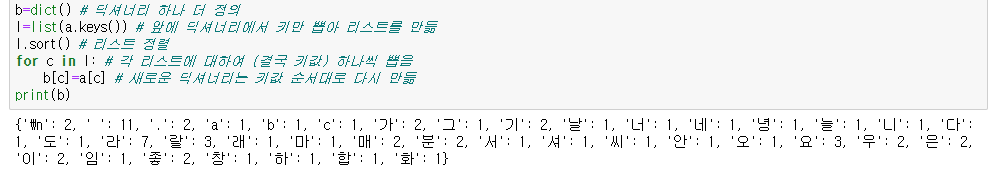 b=dict() # 딕셔너리 하나 더 정의
l=list(a.keys()) # 앞에 딕셔너리에서 키만 뽑아 리스트를 만듦
l.sort() # 리스트 정렬
for c in l: # 각 리스트에 대하여 (결국 키값) 하나씩 뽑음
    b[c]=a[c] # 새로운 딕셔너리는 키값 순서대로 다시 만듦
print(b)
{'₩n': 2, ' ': 11, '.': 2, 'a': 1, 'b': 1, 'c': 1, '가': 2, '그': 1, '기': 2, '날': 1, '너': 1, '네': 1, '녕': 1, '늘': 1, '니': 1, '다':
1, '도': 1, '라': 7, '랄': 3, '래': 1, '마': 1, '매': 2, '분': 2, '서': 1, '셔': 1, '씨': 1, '안': 1, '오': 1, '요': 3, '우': 2, '은': 2,
'이': 2, '임': 1, '좋': 2, '창': 1, '하': 1, '합': 1, '화': 1}